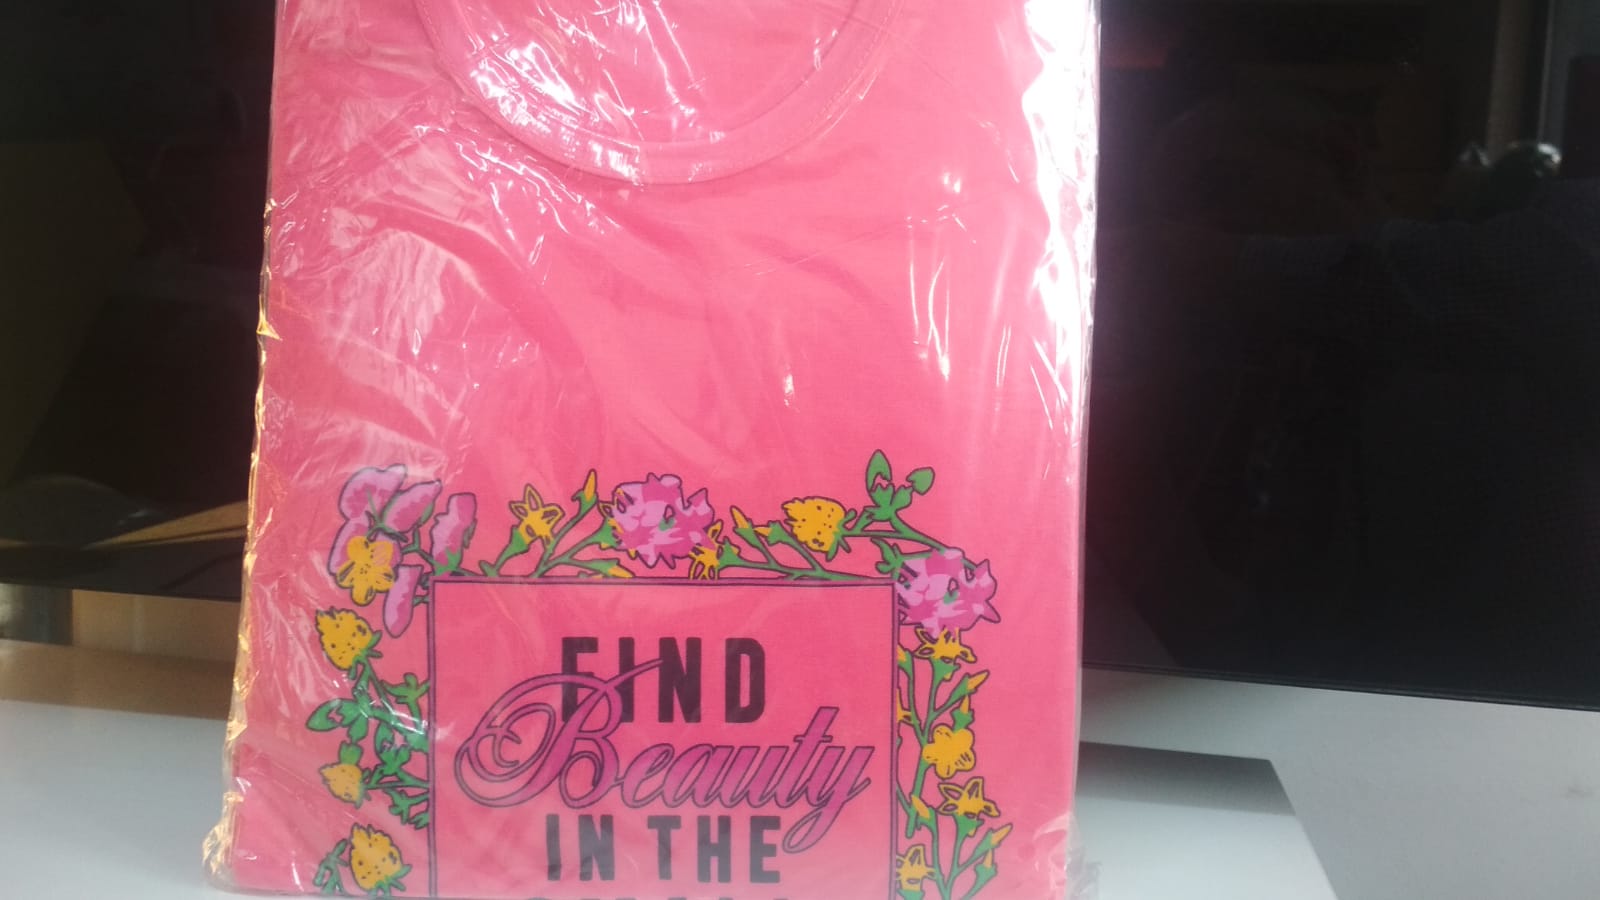 FIND
Beauty
IN THE